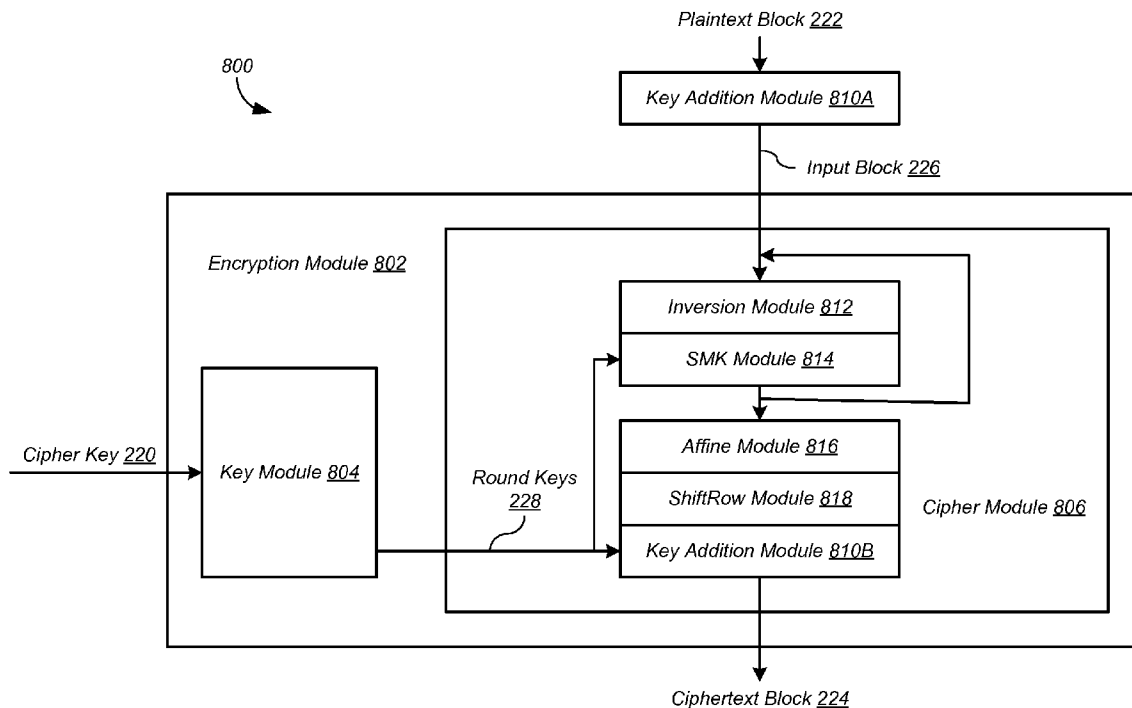 Plaintext Block 222
800
Key Addition Module 810A
Input Block 226
Encryption Module 802
Inversion Module 812
SMK Module 814
Cipher Key 220
Key Module 804
Round Keys
228
Affine Module 816
ShiftRow Module 818
Cipher Module 806
Key Addition Module 810B
Ciphertext Block 224